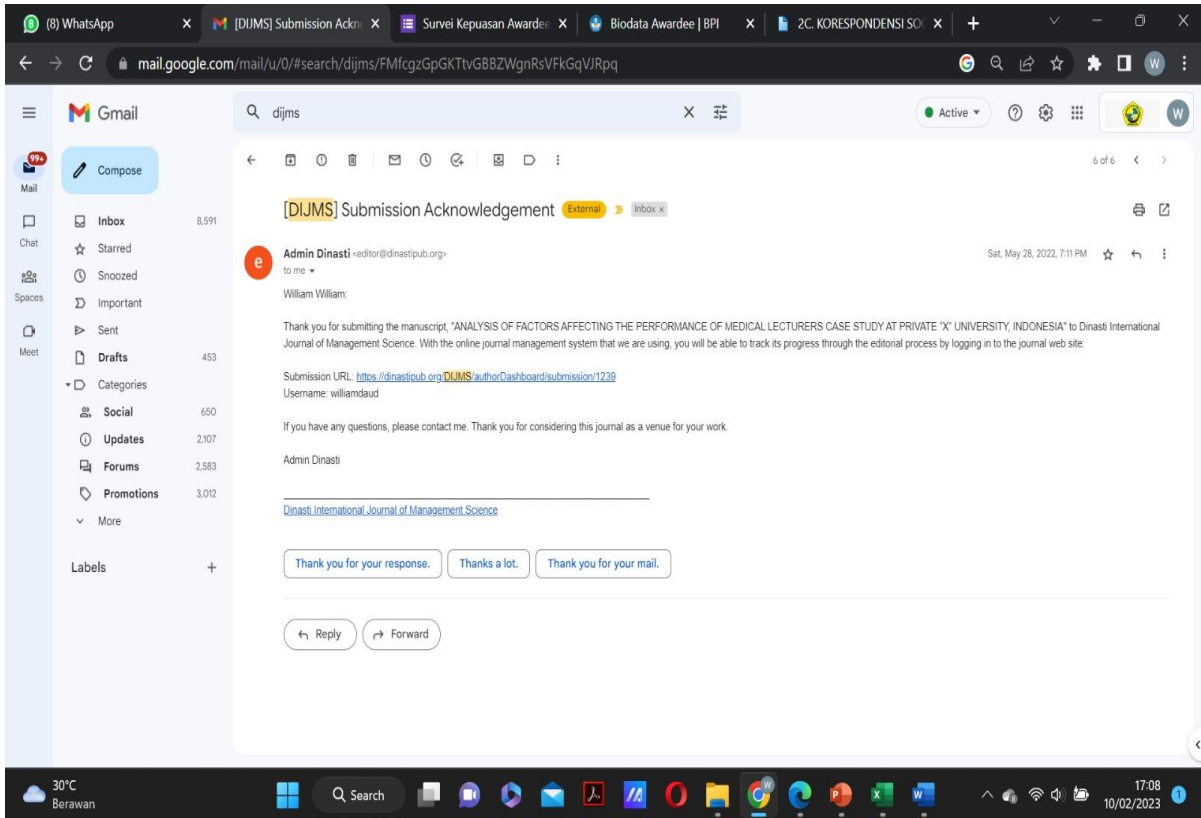 8 (8) WhatsApp
[DIJMS] Submission Ackn
Survei Kepuasan Awardee
Biodata Awardee | BPI
2C. KORESPONDENSI SO
mail.google.com/mail/u/0/#search/dijms/FMfcgzGpGKTtvGBBZWgnRsVFkGqVJRpq
W
Gmail
dijms
Active
W
99+
Mail
Compose
6 of 6
[DIJMS] Submission Acknowledgement External Inbox x
Inbox 8,591
Chat
Starred
e
Admin Dinasti <editor@dinastipub.org>
Sat, May 28, 2022, 7:11 PM
to me
Snoozed
Spaces
William William:
Important
Thank you for submitting the manuscript, "ANALYSIS OF FACTORS AFFECTING THE PERFORMANCE OF MEDICAL LECTURERS CASE STUDY AT PRIVATE "X" UNIVERSITY, INDONESIA" to Dinasti International
Sent
Journal of Management Science. With the online journal management system that we are using, you will be able to track its progress through the editorial process by logging in to the journal web site:
Meet
Drafts 453
Submission URL: https://dinastipub.org/DIJMS/authorDashboard/submission/1239
Categories
Username: williamdaud
Social 650
If you have any questions, please contact me. Thank you for considering this journal as a venue for your work.
Updates 2,107
Admin Dinasti
Forums 2,583
Promotions 3,012
Dinasti International Journal of Management Science
More
Thank you for your response.
Thanks a lot.
Thank you for your mail.
Labels
Reply
Forward
30°C
Berawan
Search
17:08
10/02/2023
1